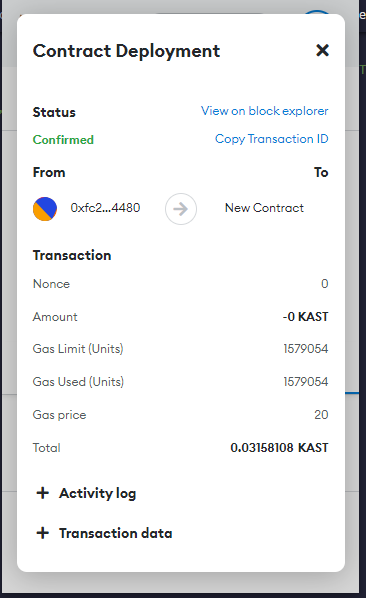 Contract Deployment
Status View on block explorer
Confirmed Copy Transaction ID
From To
0xfc2...4480 New Contract
Transaction
Nonce 0
Amount -0 KAST
Gas Limit (Units) 1579054
Gas Used (Units) 1579054
Gas price 20
Total 0.03158108 KAST
+ Activity log
+ Transaction data